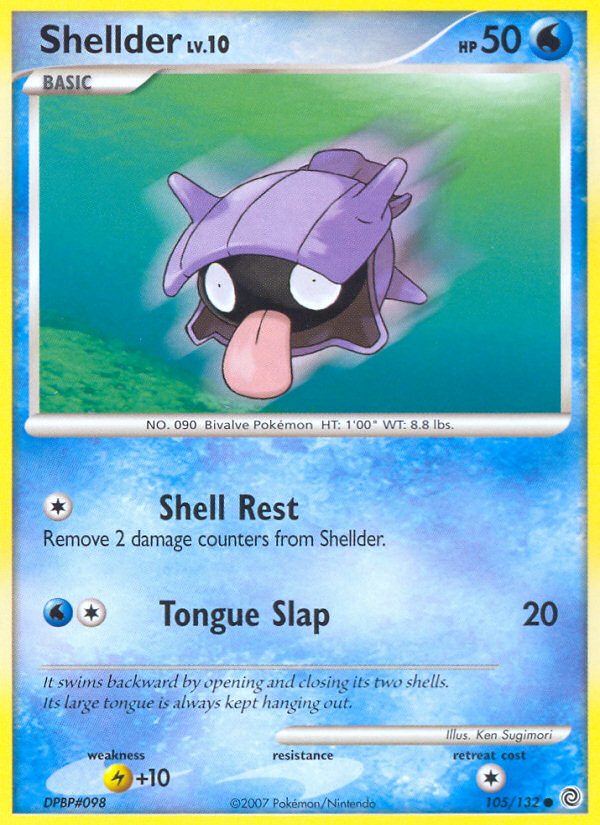 Shellder LV.10
HP 50
BASIC
NO. 090 Bivalve Pokémon HT: 1'00" WT: 8.8 lbs.
Shell Rest
Remove 2 damage counters from Shellder.
Tongue Slap 20
It swims backward by opening and closing its two shells.
Its large tongue is always kept hanging out.
Illus. Ken Sugimori
weakness resistance retreat cost
+10
DPBP#098 ©2007 Pokémon/Nintendo 105/132